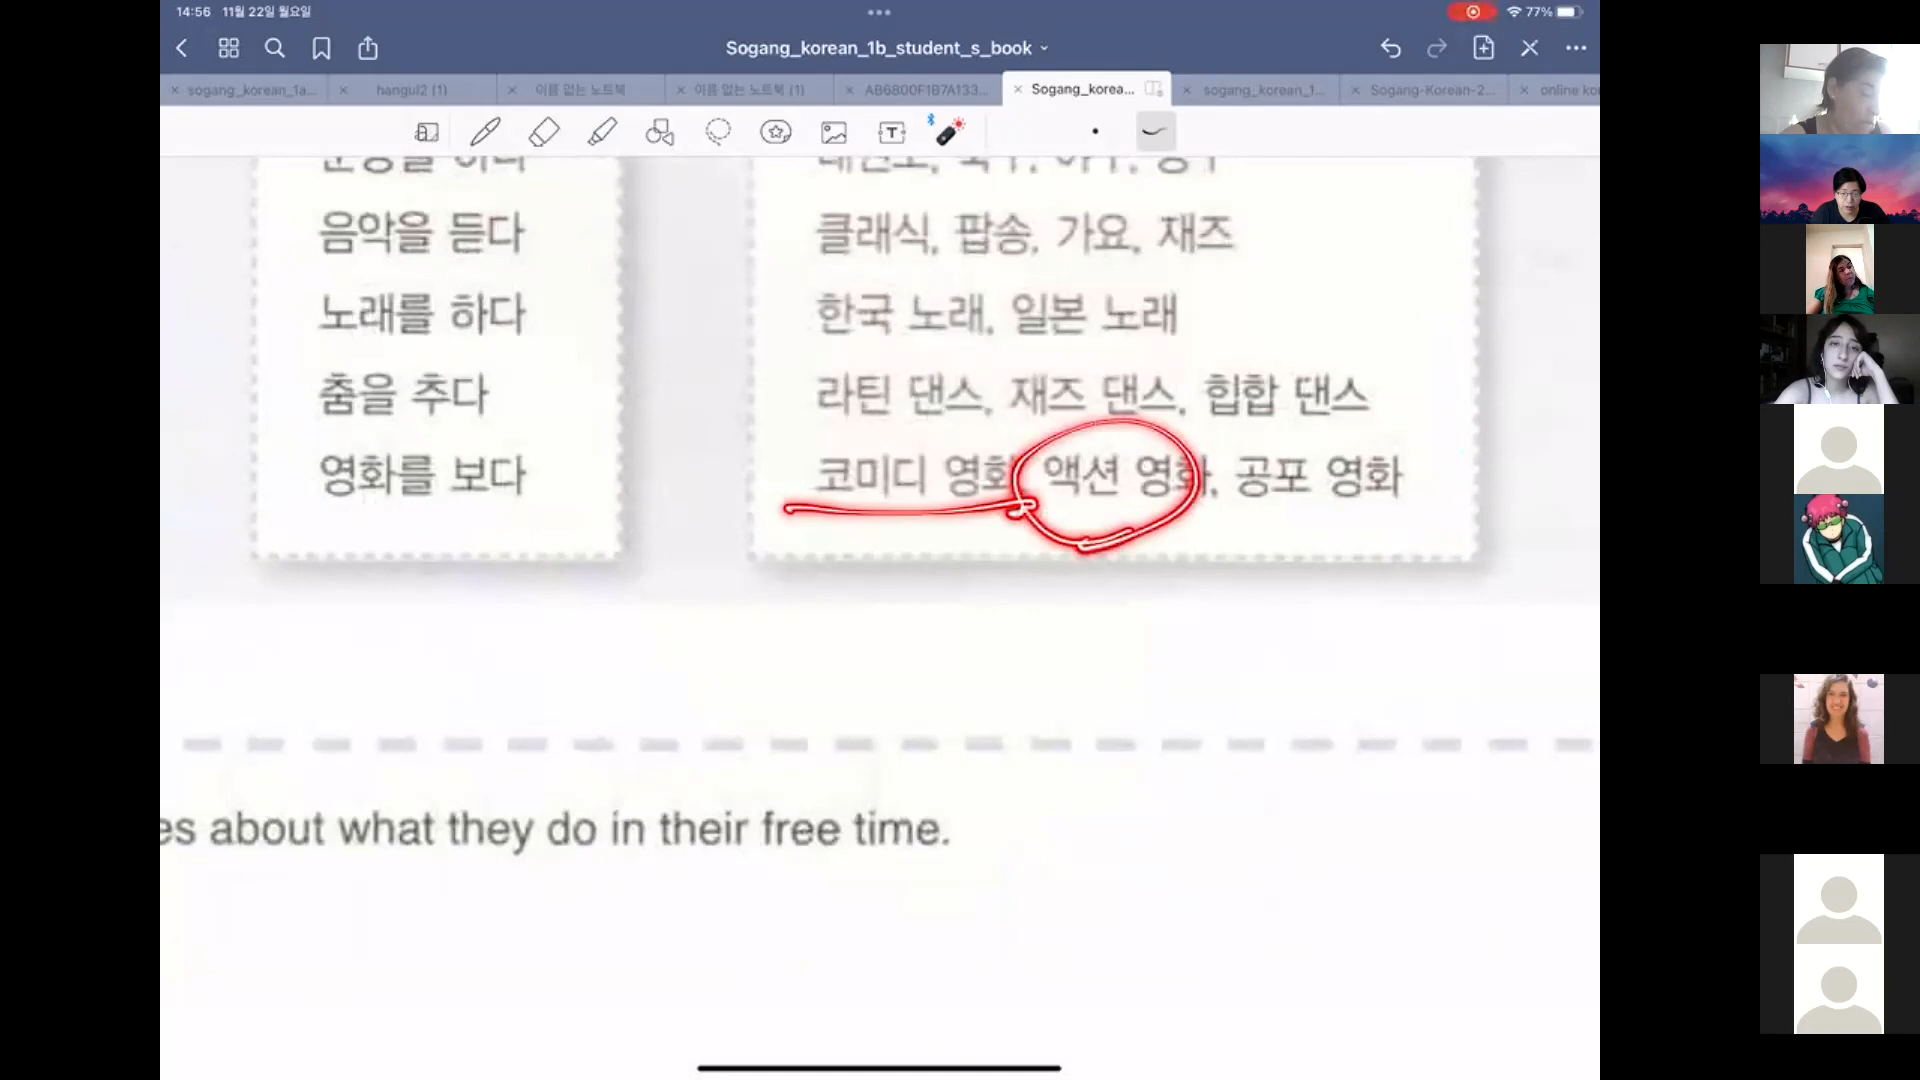 14:56 11월 22일 월요일
77%
Sogang_korean_1b_student_s_book
sogang_korean_1a...
hangul2 (1)
이름 없는 노트북
이름 없는 노트북 (1)
AB6800F1B7A133...
Sogang_korea...
sogang_korean_1...
Sogang-Korean-2...
online ko
음악을 듣다
클래식, 팝송, 가요, 재즈
노래를 하다
한국 노래, 일본 노래
춤을 추다
라틴 댄스, 재즈 댄스, 힙합 댄스
영화를 보다
코미디 영화, 액션 영화, 공포 영화
es about what they do in their free time.